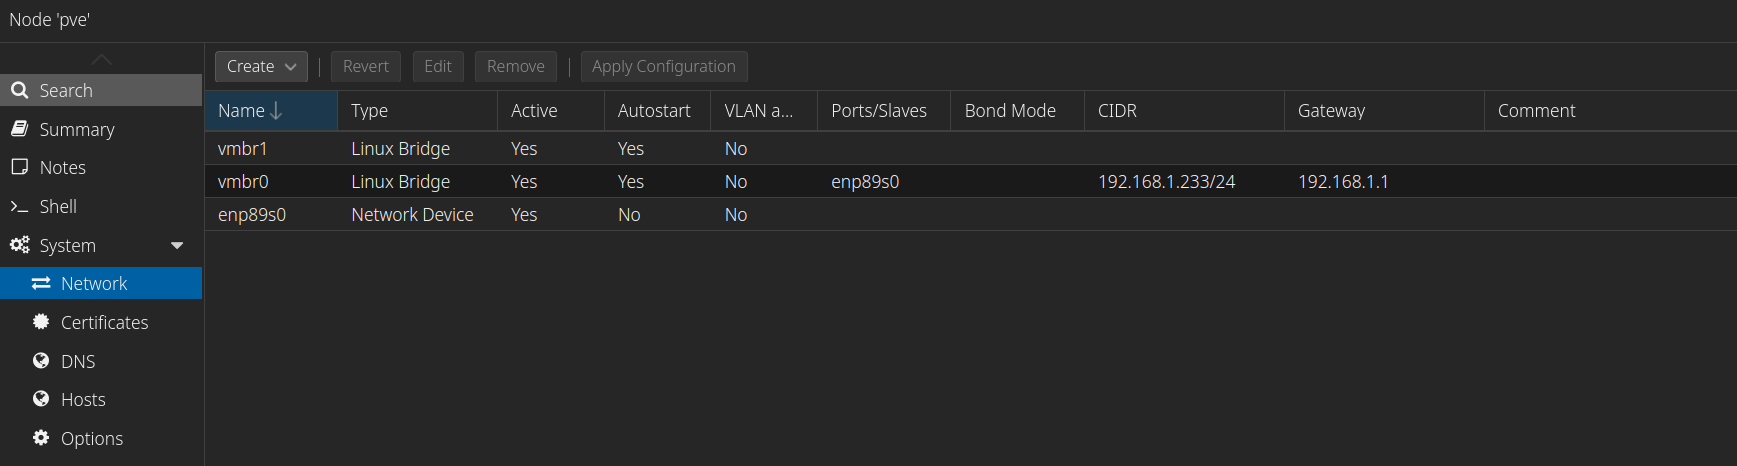 Node 'pve'
Search
Summary
Notes
Shell
System
Network
Certificates
DNS
Hosts
Options
Create Revert Edit Remove Apply Configuration
Name Type Active Autostart VLAN a... Ports/Slaves Bond Mode CIDR Gateway Comment
vmbr1 Linux Bridge Yes Yes No
vmbr0 Linux Bridge Yes Yes No enp89s0 192.168.1.233/24 192.168.1.1
enp89s0 Network Device Yes No No